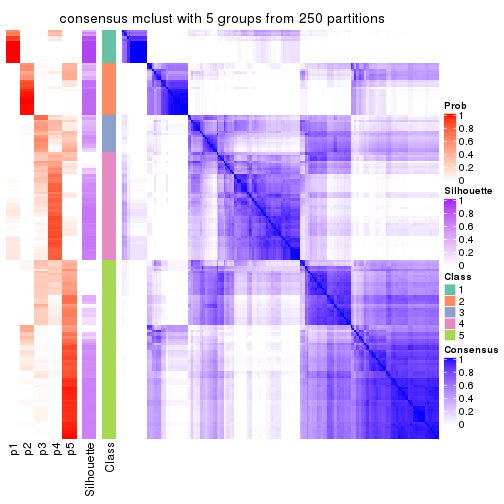 consensus mclust with 5 groups from 250 partitions
Prob
1
0.8
0.6
0.4
0.2
0
Silhouette
1
0.8
0.6
0.4
0.2
0
Class
1
2
3
4
5
Consensus
1
0.8
0.6
0.4
0.2
0
p1
p2
p3
p4
p5
Silhouette
Class